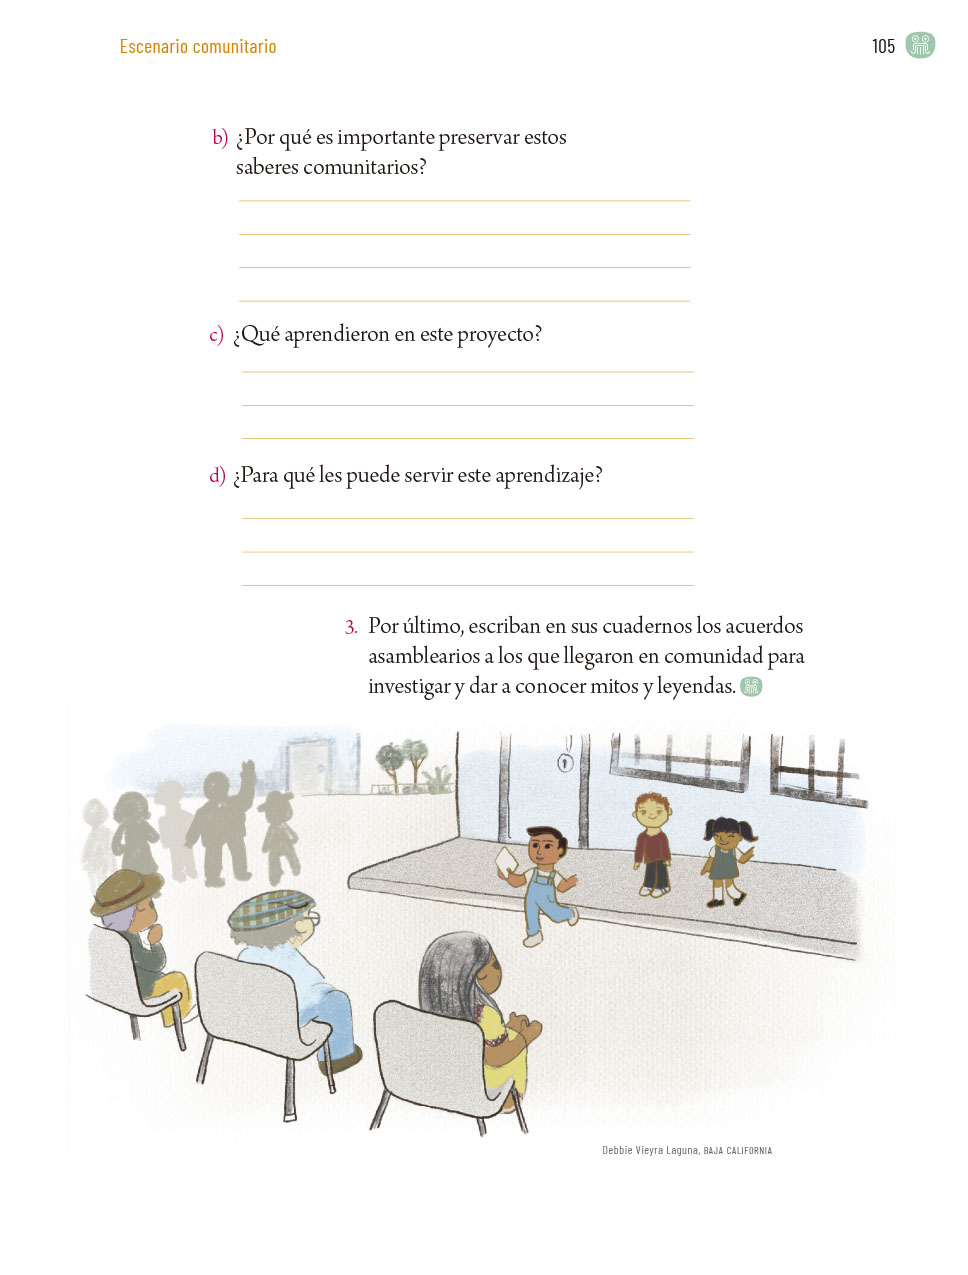 Escenario comunitario
105
b) ¿Por qué es importante preservar estos
saberes comunitarios?
c) ¿Qué aprendieron en este proyecto?
d) ¿Para qué les puede servir este aprendizaje?
3. Por último, escriban en sus cuadernos los acuerdos
asamblearios a los que llegaron en comunidad para
investigar y dar a conocer mitos y leyendas.
Debbie Vieyra Laguna, BAJA CALIFORNIA